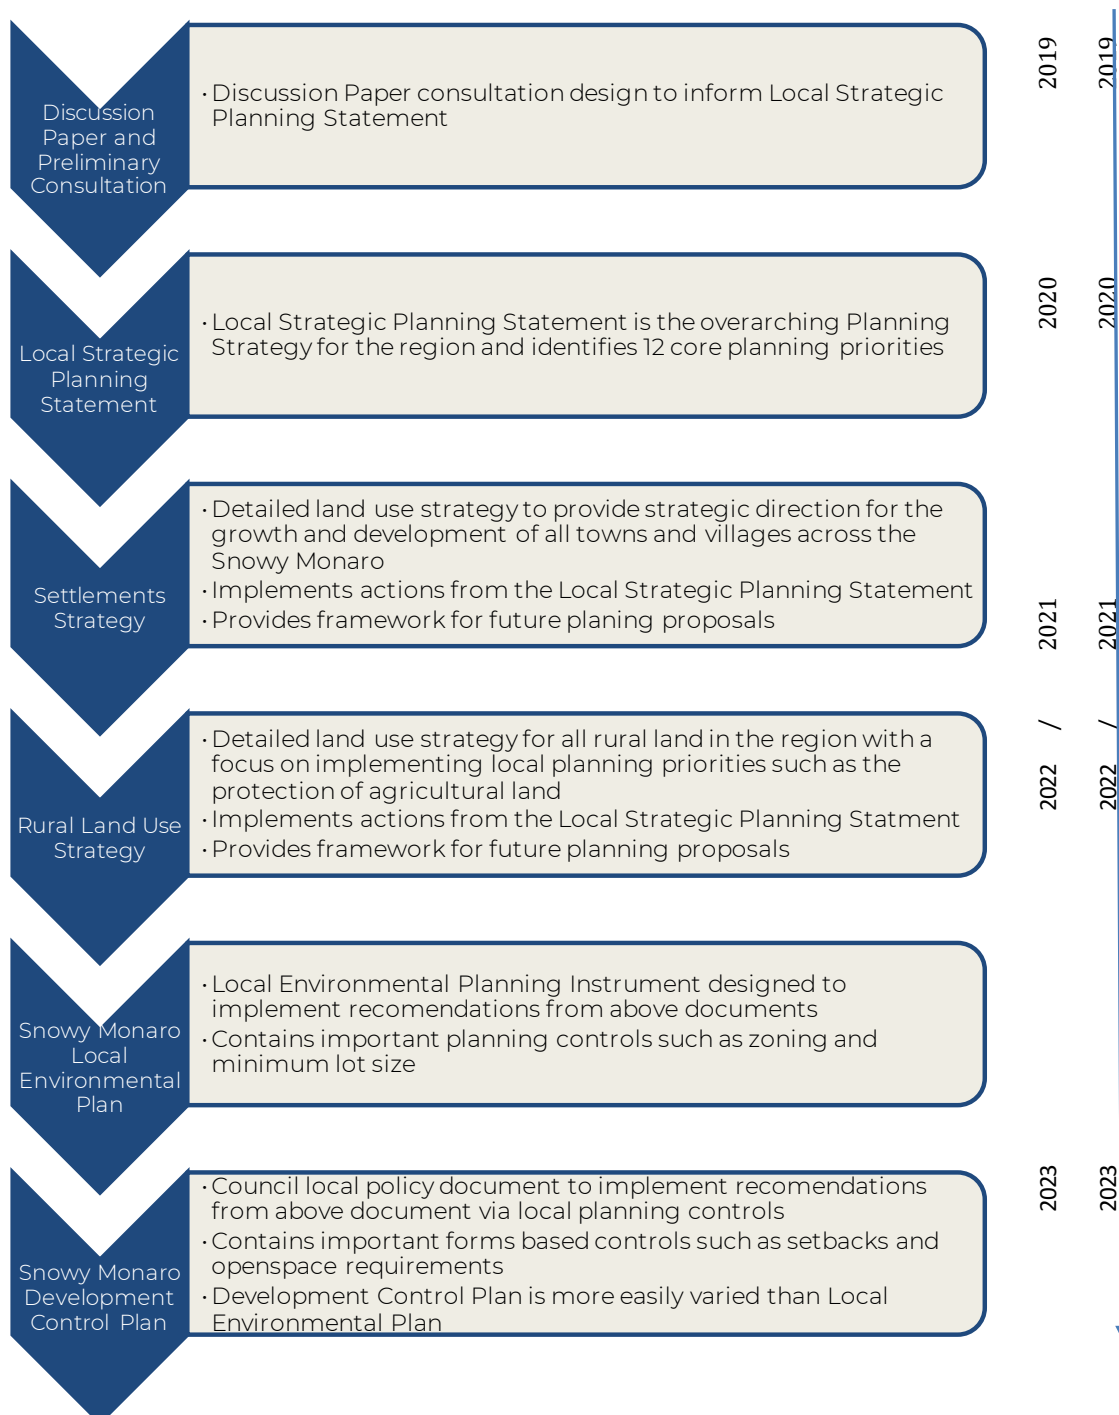 Discussion
Paper and
Preliminary
Consultation
· Discussion Paper consultation design to inform Local Strategic
Planning Statement
2019
2019
Local Strategic
Planning
Statement
· Local Strategic Planning Statement is the overarching Planning
Strategy for the region and identifies 12 core planning priorities
2020
2020
Settlements
Strategy
· Detailed land use strategy to provide strategic direction for the
growth and development of all towns and villages across the
Snowy Monaro
· Implements actions from the Local Strategic Planning Statement
· Provides framework for future planing proposals
2022 / 2021
2022 / 2021
Rural Land Use
Strategy
· Detailed land use strategy for all rural land in the region with a
focus on implementing local planning priorities such as the
protection of agricultural land
· Implements actions from the Local Strategic Planning Statment
· Provides framework for future planning proposals
Snowy Monaro
Local
Environmental
Plan
· Local Environmental Planning Instrument designed to
implement recomendations from above documents
· Contains important planning controls such as zoning and
minimum lot size
Snowy Monaro
Development
Control Plan
· Council local policy document to implement recomendations
from above document via local planning controls
· Contains important forms based controls such as setbacks and
openspace requirements
· Development Control Plan is more easily varied than Local
Environmental Plan
2023
2023